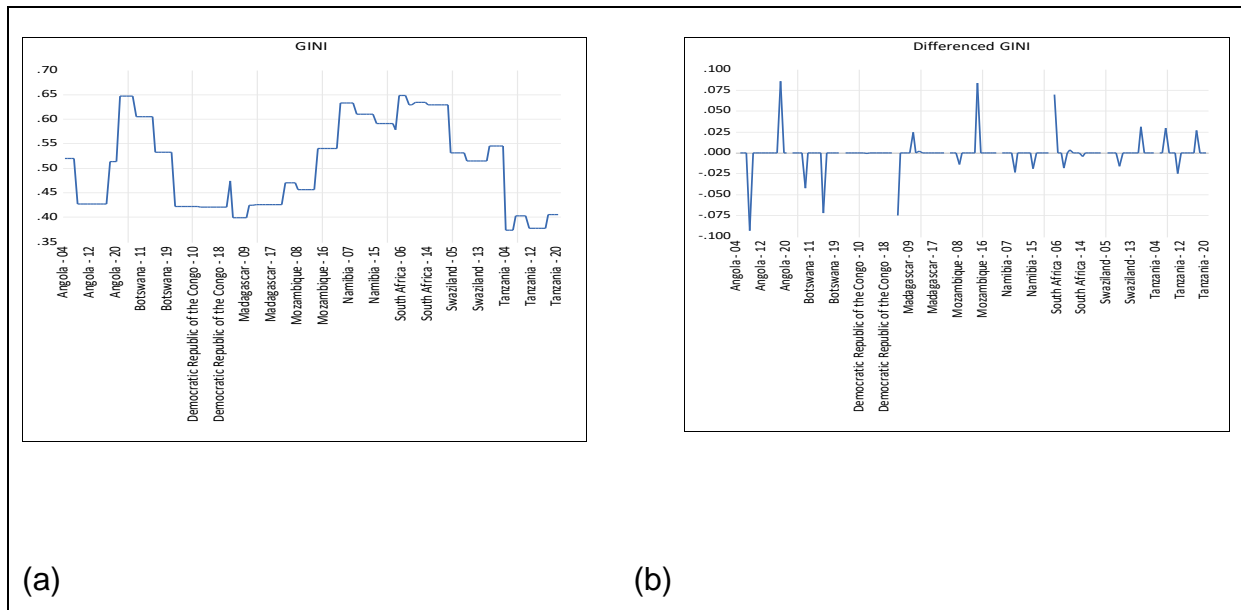 GINI
.70
.65
.60
.55
.50
.45
.40
.35
Angola - 04
Angola - 12
Angola - 20
Botswana - 11
Botswana - 19
Democratic Republic of the Congo - 10
Democratic Republic of the Congo - 18
Madagascar - 09
Madagascar - 17
Mozambique - 08
Mozambique - 16
Namibia - 07
Namibia - 15
South Africa - 06
South Africa - 14
Swaziland - 05
Swaziland - 13
Tanzania - 04
Tanzania - 12
Tanzania - 20
(a)
Differenced GINI
.100
.075
.050
.025
.000
-.025
-.050
-.075
-.100
Angola - 04
Angola - 12
Angola - 20
Botswana - 11
Botswana - 19
Democratic Republic of the Congo - 10
Democratic Republic of the Congo - 18
Madagascar - 09
Madagascar - 17
Mozambique - 08
Mozambique - 16
Namibia - 07
Namibia - 15
South Africa - 06
South Africa - 14
Swaziland - 05
Swaziland - 13
Tanzania - 04
Tanzania - 12
Tanzania - 20
(b)